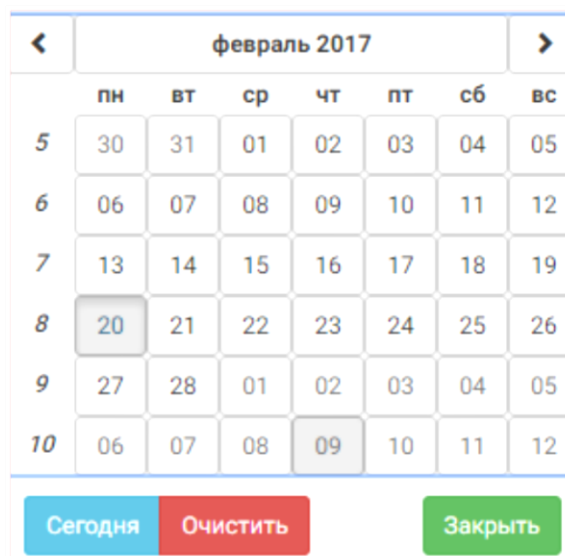 февраль 2017
пн вт ср чт пт сб вс
5 30 31 01 02 03 04 05
6 06 07 08 09 10 11 12
7 13 14 15 16 17 18 19
8 20 21 22 23 24 25 26
9 27 28 01 02 03 04 05
10 06 07 08 09 10 11 12
Сегодня Очистить Закрыть